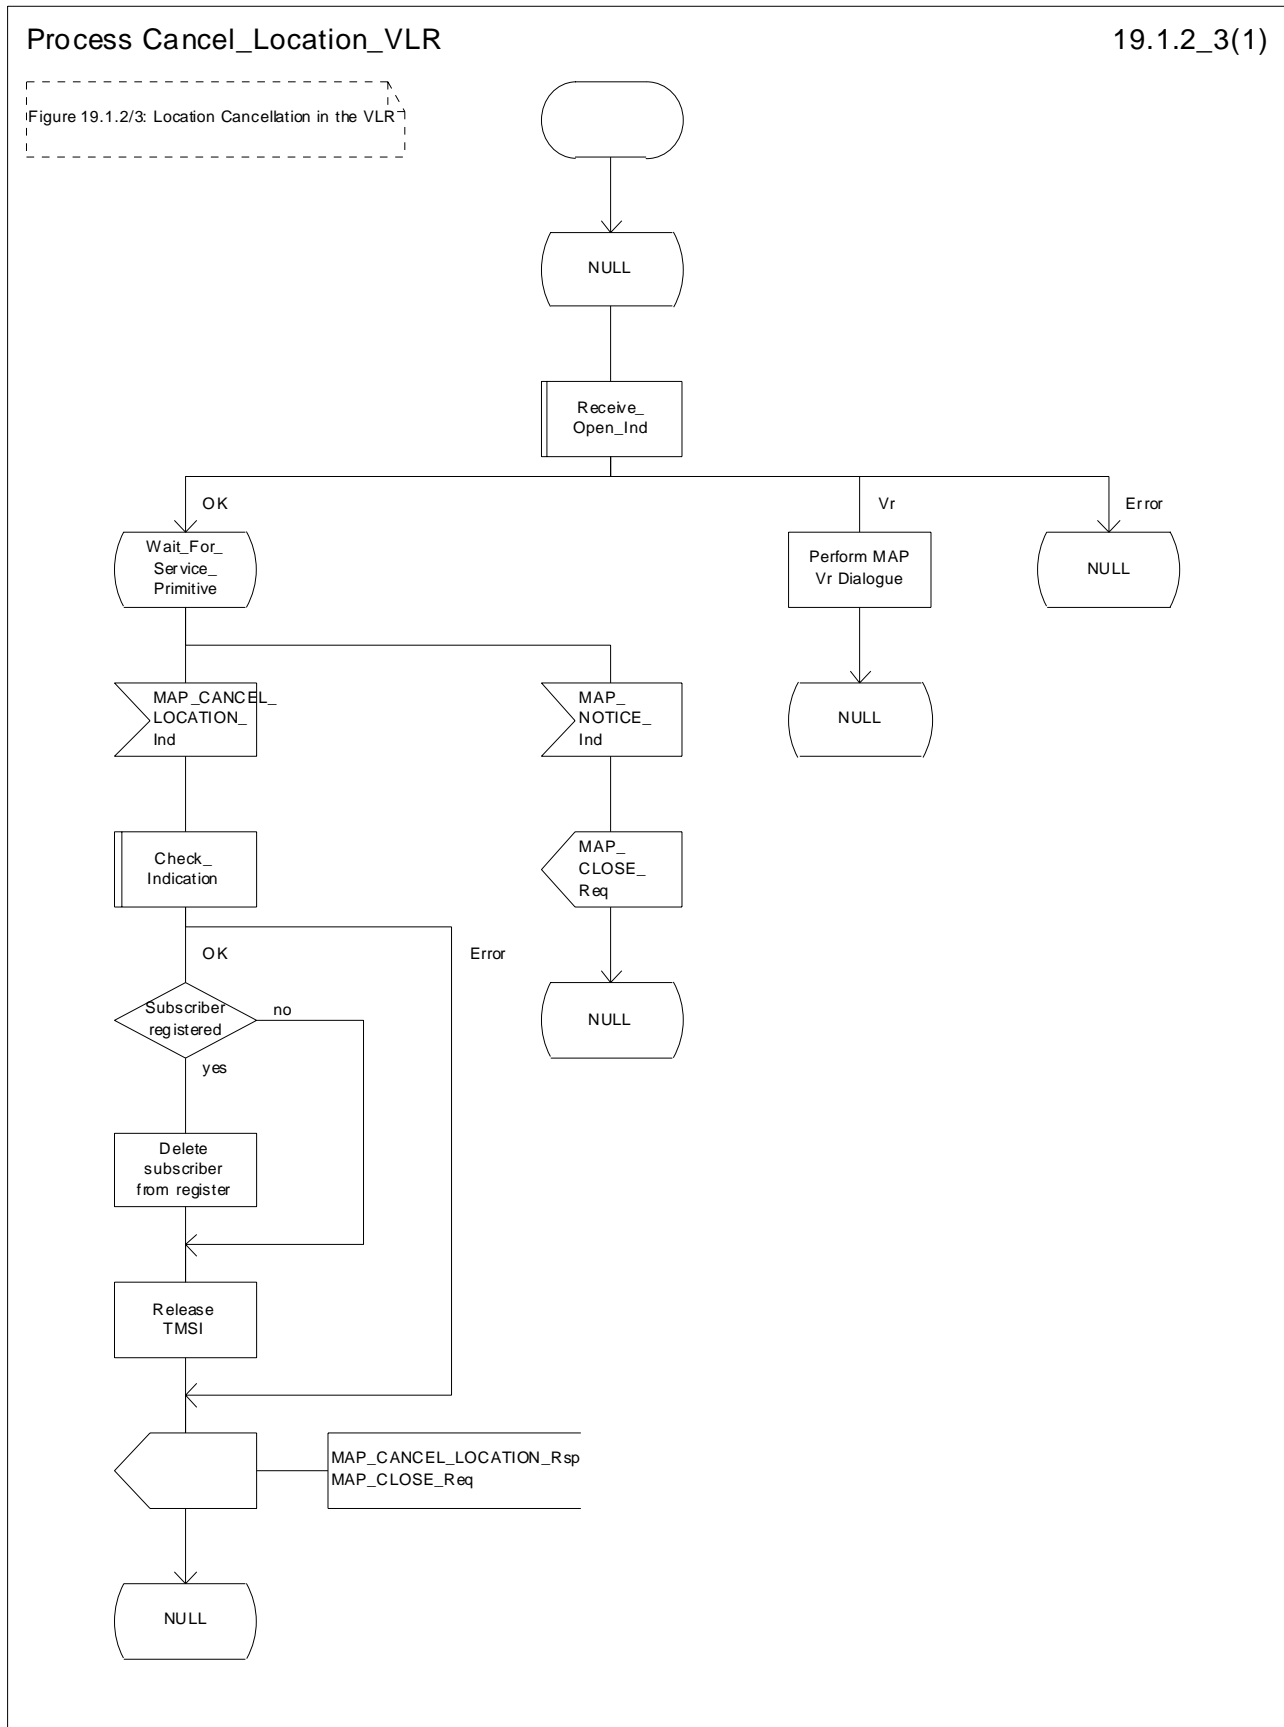 Process Cancel_Location_VLR
19.1.2_3(1)
Figure 19.1.2/3: Location Cancellation in the VLR
NULL
Receive_
Open_Ind
OK
Vr
Error
Wait_For_
Service_
Primitive
Perform MAP
Vr Dialogue
NULL
MAP_CANCEL_
LOCATION_
Ind
MAP_
NOTICE_
Ind
NULL
Check_
Indication
MAP_
CLOSE_
Req
OK
Error
Subscriber
registered
no
yes
NULL
Delete
subscriber
from register
Release
TMSI
MAP_CANCEL_LOCATION_Rsp
MAP_CLOSE_Req
NULL